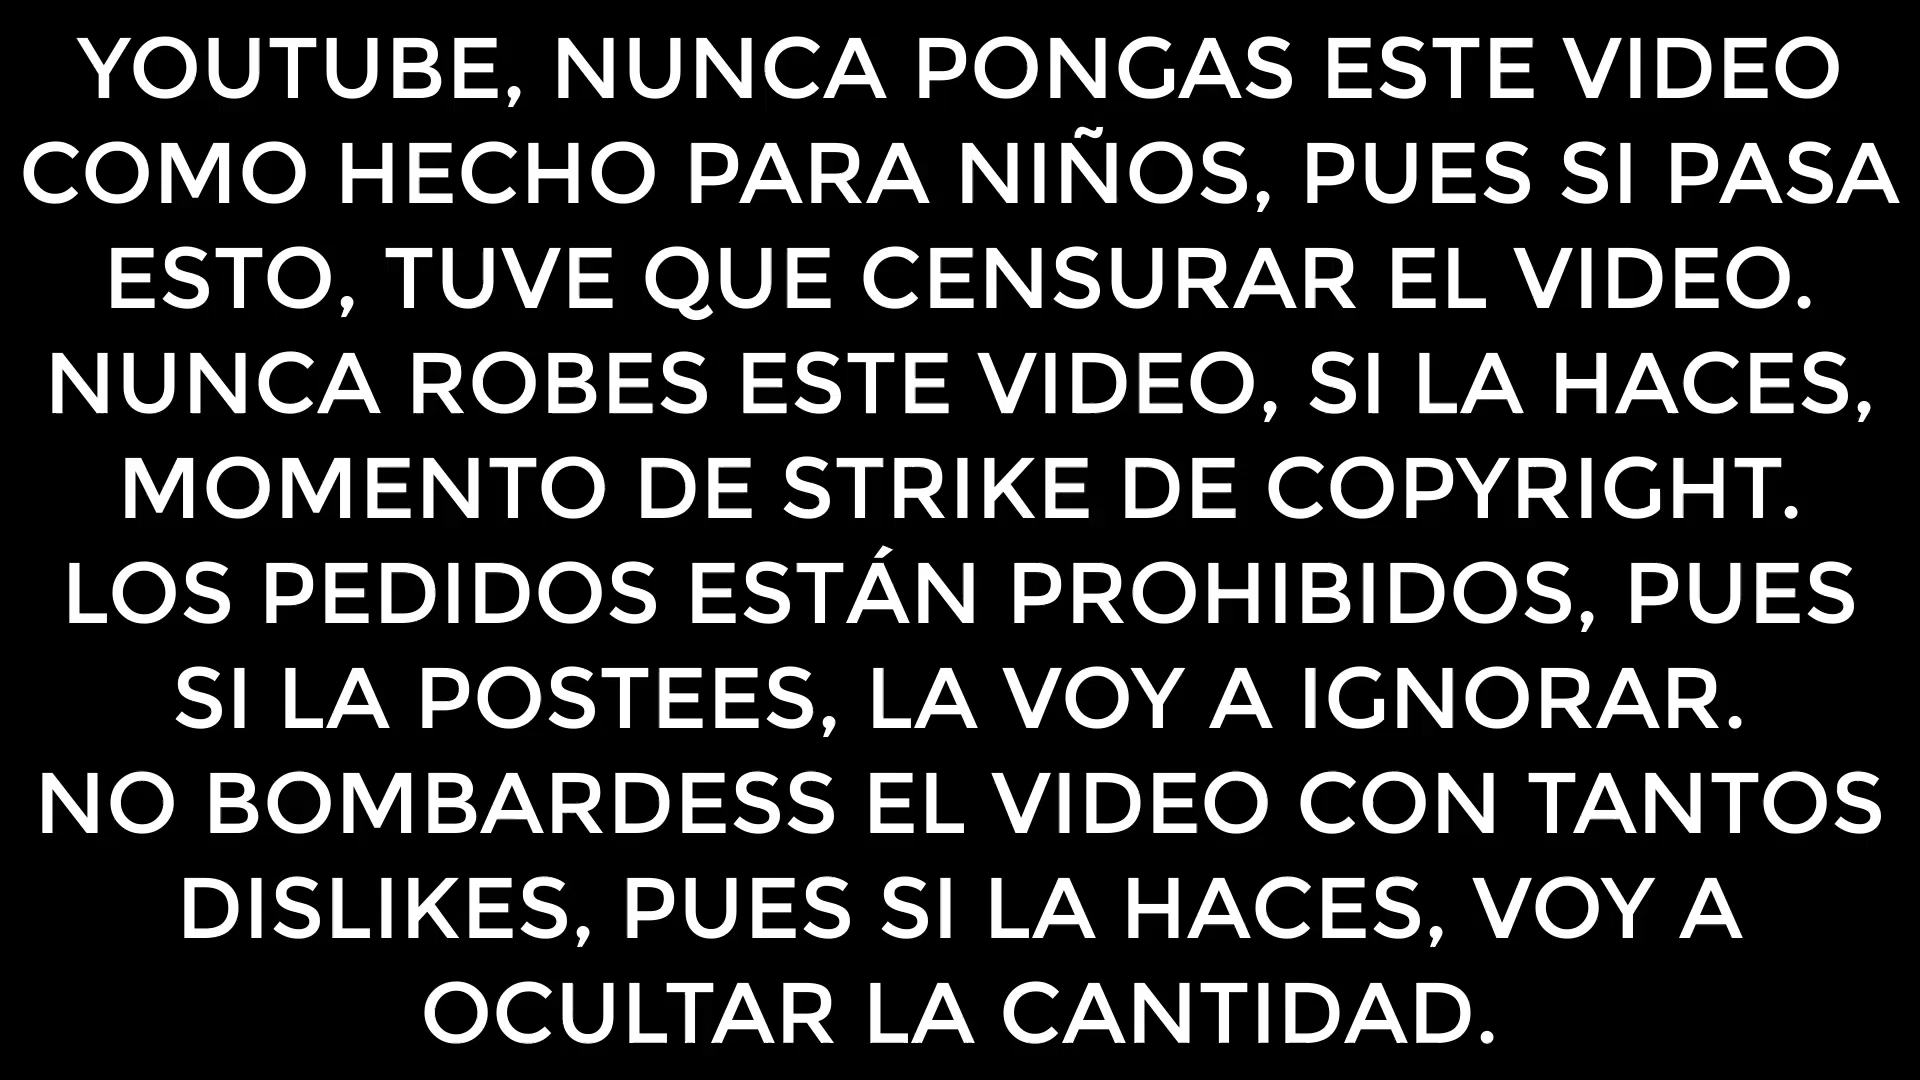 YOUTUBE, NUNCA PONGAS ESTE VIDEO
COMO HECHO PARA NIÑOS, PUES SI PASA
ESTO, TUVE QUE CENSURAR EL VIDEO.
NUNCA ROBES ESTE VIDEO, SI LA HACES,
MOMENTO DE STRIKE DE COPYRIGHT.
LOS PEDIDOS ESTÁN PROHIBIDOS, PUES
SI LA POSTEES, LA VOY A IGNORAR.
NO BOMBARDESS EL VIDEO CON TANTOS
DISLIKES, PUES SI LA HACES, VOY A
OCULTAR LA CANTIDAD.